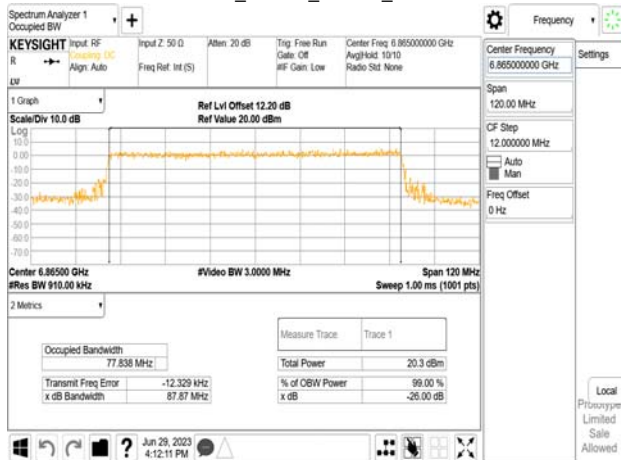 Spectrum Analyzer 1
Occupied BW
Frequency
KEYSIGHT
Input: RF
Coupling: DC
Align: Auto
Input Z: 50 Ω
Freq Ref: Int (S)
Atten: 20 dB
Trig: Free Run
Gate: Off
#IF Gain: Low
Center Freq: 6.865000000 GHz
Avg|Hold: 10/10
Radio Std: None
R
LXI
Center Frequency
6.865000000 GHz
Settings
Span
120.00 MHz
CF Step
12.000000 MHz
Auto
Man
Freq Offset
0 Hz
1 Graph
Scale/Div 10.0 dB
Ref Lvl Offset 12.20 dB
Ref Value 20.00 dBm
Log
10.0
0.00
-10.0
-20.0
-30.0
-40.0
-50.0
-60.0
-70.0
Center 6.86500 GHz
#Res BW 910.00 kHz
#Video BW 3.0000 MHz
Span 120 MHz
Sweep 1.00 ms (1001 pts)
2 Metrics
Measure Trace Trace 1
Occupied Bandwidth
77.838 MHz
Total Power 20.3 dBm
Transmit Freq Error -12.329 kHz
% of OBW Power 99.00 %
x dB Bandwidth 87.87 MHz
x dB -26.00 dB
Local
Prototype
Limited
Sale
Allowed
?
Jun 29, 2023
4:12:11 PM